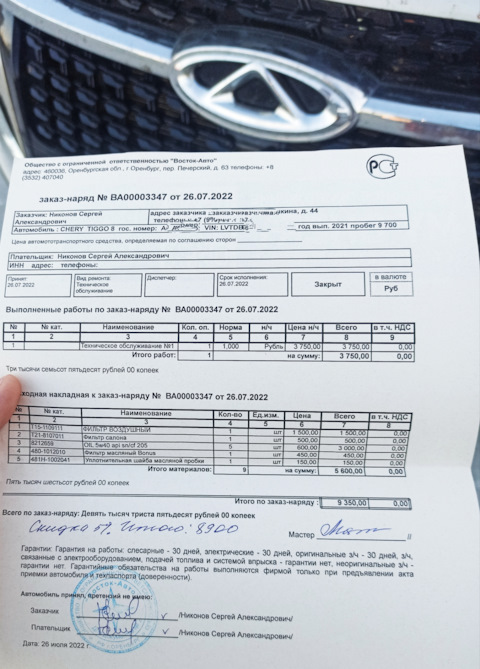 Общество с ограниченной ответственностью "Восток-Авто"
адрес: 460036, Оренбургская обл., г Оренбург, пер. Печерский, д. 63 телефоны: +8
(3532) 407040
РСТ
заказ-наряд № ВА00003347 от 26.07.2022
Заказчик: Никонов Сергей Александрович адрес заказчика д. 44
Автомобиль : CHERY TIGGO 8 гос. номер: VIN: год вып. 2021 пробег 9 700
Цена автомототранспортного средства, определяемая по соглашению сторон
Плательщик: Никонов Сергей Александрович
ИНН адрес: телефоны:
Принят 26.07.2022 Вид ремонта: Техническое обслуживание Диспетчер: Срок исполнения: 26.07.2022 Закрыт в валюте Руб
Выполненные работы по заказ-наряду № ВА00003347 от 26.07.2022
№ № кат. Наименование Кол. оп. Норма н/ч Цена н/ч Всего в т.ч. НДС
1 2 3 4 5 6 7 8 9
1 Техническое обслуживание №1 1 1,000 Рубль 3 750,00 3 750,00 0,00
Итого работ: 1 на сумму: 3 750,00 0,00
Три тысячи семьсот пятьдесят рублей 00 копеек
ходная накладная к заказ-наряду № ВА00003347 от 26.07.2022
№ № кат. Наименование Кол-во Ед.изм. Цена Всего в т.ч. НДС
1 2 3 4 5 6 7 8
1 T15-1109111 ФИЛЬТР ВОЗДУШНЫЙ 1 шт 1 500,00 1 500,00 0,00
2 T21-8107011 Фильтр салона 1 шт 500,00 500,00 0,00
3 8212658 OIL 5w40 api sn/cf 205 5 шт 600,00 3 000,00 0,00
4 480-1012010 Фильтр масляный Bonus 1 шт 450,00 450,00 0,00
5 481H-1002041 Уплотнительная шайба масляной пробки 1 шт 150,00 150,00 0,00
Итого материалов: 9 на сумму: 5 600,00 0,00
Пять тысяч шестьсот рублей 00 копеек
Итого по заказ-наряду : 9 350,00 0,00
Всего по заказ-наряду: Девять тысяч триста пятьдесят рублей 00 копеек
Скидка 5%. Итого: 8900
Мастер //
Гарантии: Гарантия на работы: слесарные - 30 дней, электрические - 30 дней, оригинальные з/ч - 30 дней, з/ч,
связанные с электрооборудованием, подачей топлива и системой впрыска - гарантии нет, неоригинальные з/ч -
гарантии нет. Гарантийные обязательства на работы выполняются фирмой только при предъявлении акта
приемки автомобиля и техпаспорта (доверенности).
Автомобиль принял, претензий не имею:
Заказчик /Никонов Сергей Александрович/
Плательщик /Никонов Сергей Александрович/
Дата: 26 июля 2022 г.